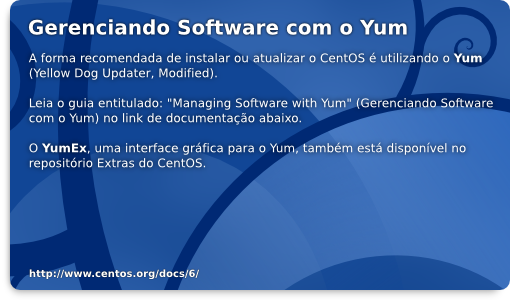 Gerenciando Software com o Yum
A forma recomendada de instalar ou atualizar o CentOS é utilizando o Yum
(Yellow Dog Updater, Modified).
Leia o guia entitulado: "Managing Software with Yum" (Gerenciando Software
com o Yum) no link de documentação abaixo.
O YumEx, uma interface gráfica para o Yum, também está disponível no
repositório Extras do CentOS.
http://www.centos.org/docs/6/